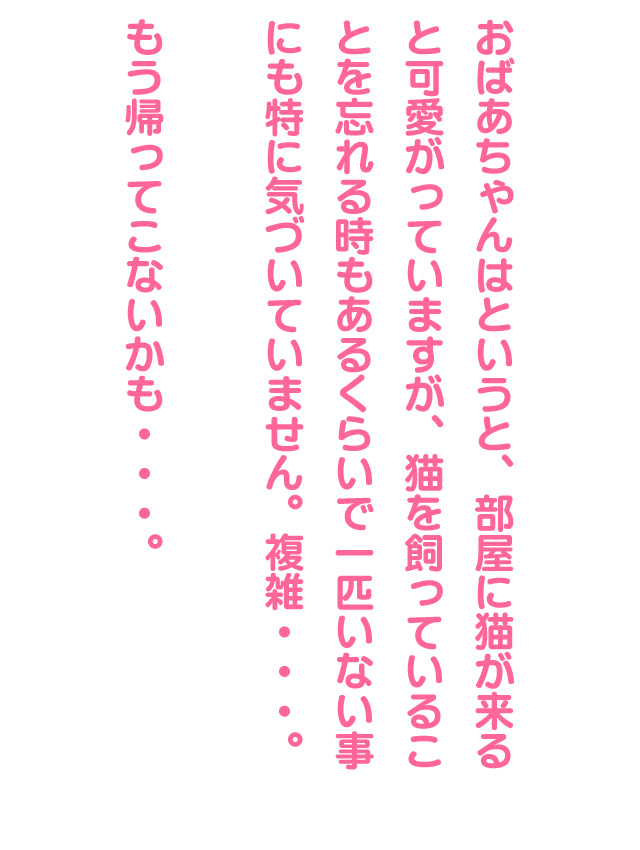 おばあちゃんはというと、部屋に猫が来る
と可愛がっていますが、猫を飼っているこ
とを忘れる時もあるくらいで一匹いない事
にも特に気づいていません。複雑・・・。
もう帰ってこないかも・・・。